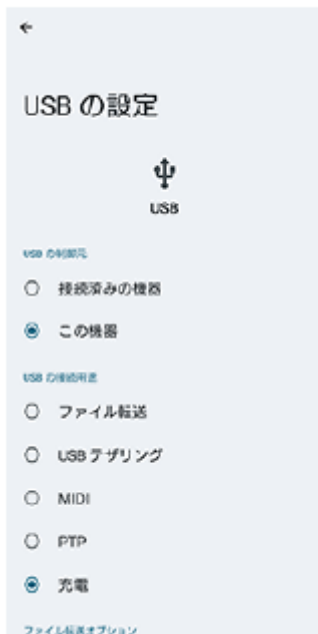 USB の設定
USB
USB の制御元
接続済みの機器
この機器
USB の接続用途
ファイル転送
USB テザリング
MIDI
PTP
充電
ファイル転送オプション